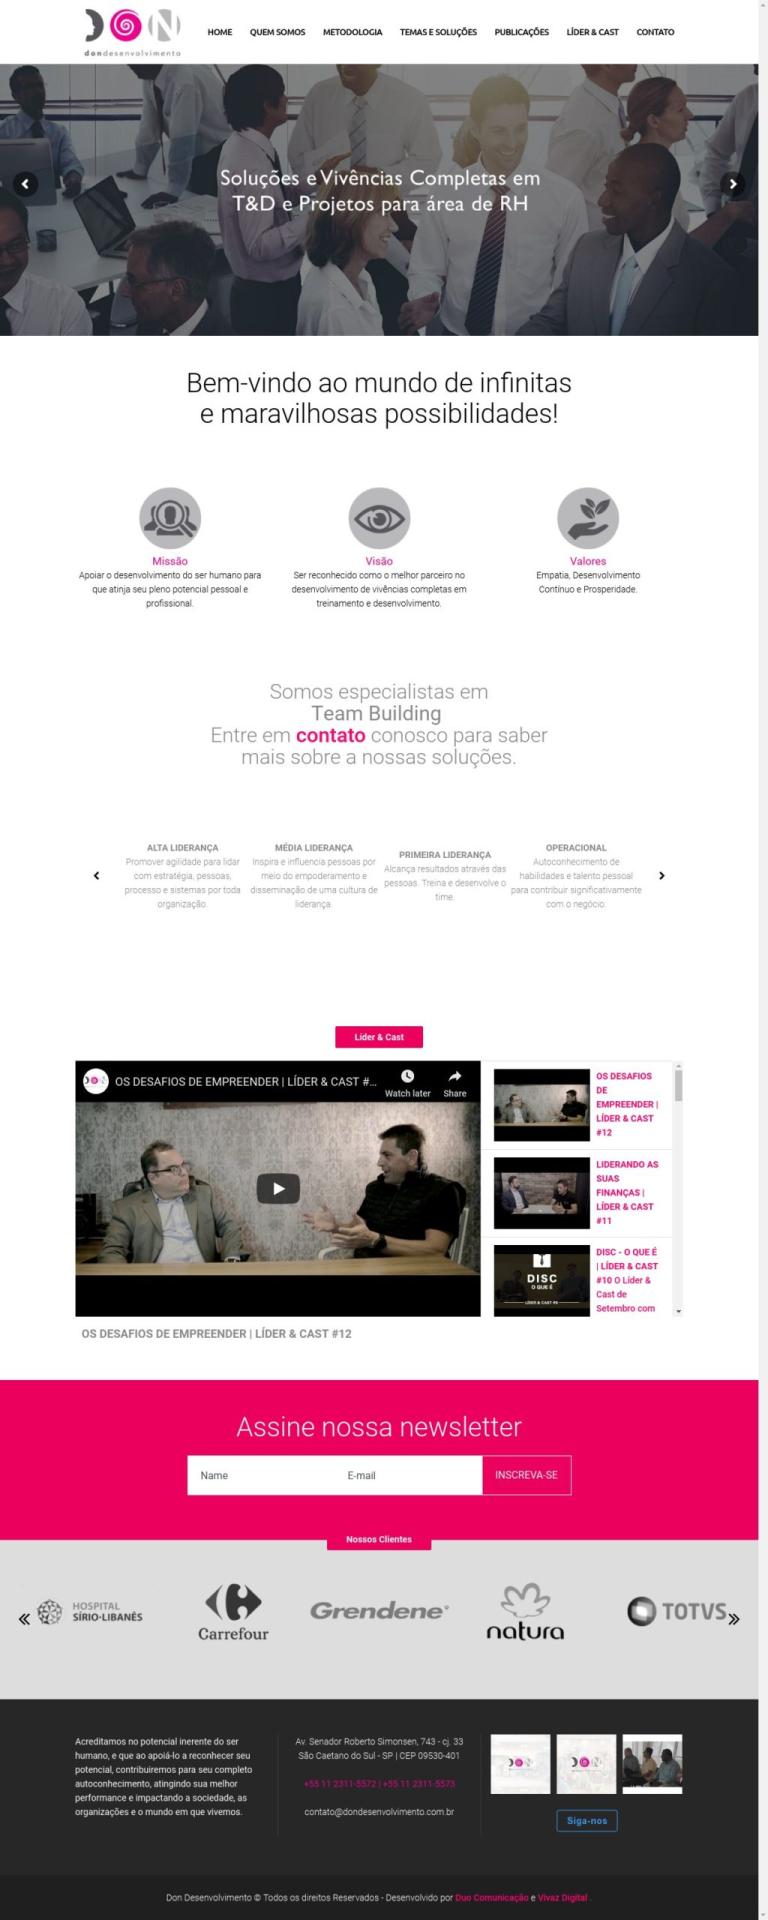 DON
dondesenvolvimento
HOME QUEM SOMOS METODOLOGIA TEMAS E SOLUÇÕES PUBLICAÇÕES LÍDER & CAST CONTATO
Soluções e Vivências Completas em
T&D e Projetos para área de RH
Bem-vindo ao mundo de infinitas
e maravilhosas possibilidades!
Missão
Apoiar o desenvolvimento do ser humano para
que atinja seu pleno potencial pessoal e
profissional.
Visão
Ser reconhecido como o melhor parceiro no
desenvolvimento de vivências completas em
treinamento e desenvolvimento.
Valores
Empatia, Desenvolvimento
Contínuo e Prosperidade.
Somos especialistas em
Team Building
Entre em contato conosco para saber
mais sobre a nossas soluções.
ALTA LIDERANÇA
Promover agilidade para lidar
com estratégia, pessoas,
processo e sistemas por toda
organização.
MÉDIA LIDERANÇA
Inspira e influencia pessoas por
meio do empoderamento e
disseminação de uma cultura de
liderança.
PRIMEIRA LIDERANÇA
Alcança resultados através das
pessoas. Treina e desenvolve o
time.
OPERACIONAL
Autoconhecimento de
habilidades e talento pessoal
para contribuir significativamente
com o negócio.
Líder & Cast
OS DESAFIOS DE EMPREENDER | LÍDER & CAST #...
Watch later Share
OS DESAFIOS
DE
EMPREENDER |
LÍDER & CAST
#12
LIDERANDO AS
SUAS
FINANÇAS |
LÍDER & CAST
#11
DISC
O QUE É
DISC - O QUE É
| LÍDER & CAST
#10 O Líder &
Cast de
Setembro com
OS DESAFIOS DE EMPREENDER | LÍDER & CAST #12
Assine nossa newsletter
Name E-mail INSCREVA-SE
Nossos Clientes
HOSPITAL
SÍRIO-LIBANÊS
Carrefour
Grendene®
natura
TOTVS
Acreditamos no potencial inerente do ser
humano, e que ao apoiá-lo a reconhecer seu
potencial, contribuiremos para seu completo
autoconhecimento, atingindo sua melhor
performance e impactando a sociedade, as
organizações e o mundo em que vivemos.
Av. Senador Roberto Simonsen, 743 - cj. 33
São Caetano do Sul - SP | CEP 09530-401
+55 11 2311-5572 | +55 11 2311-5573
contato@dondesenvolvimento.com.br
Siga-nos
Don Desenvolvimento © Todos os direitos Reservados - Desenvolvido por Duo Comunicação e Vivaz Digital .